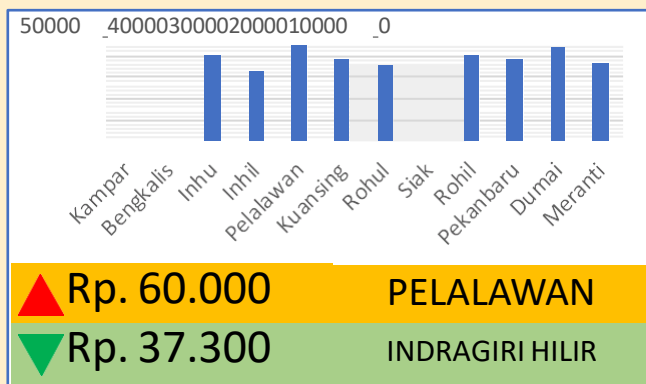 50000 _40000300002000010000 _0
Kampar
Bengkalis
Inhu
Inhil
Pelalawan
Kuansing
Rohul
Siak
Rohil
Pekanbaru
Dumai
Meranti
Rp. 60.000 PELALAWAN
Rp. 37.300 INDRAGIRI HILIR